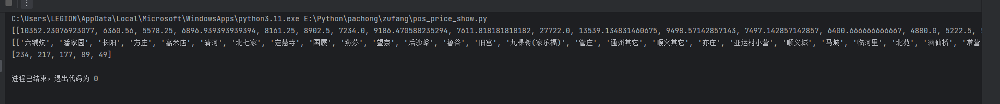 C:\Users\LEGION\AppData\Local\Microsoft\WindowsApps\python3.11.exe E:\Python\pachong\zufang\pos_price_show.py
[[10352.23076923077, 6360.56, 5578.25, 6896.939393939394, 8161.25, 8902.5, 7234.0, 9186.470588235294, 7611.818181818182, 27722.0, 13539.134831460675, 9498.57142857143, 7497.142857142857, 6400.666666666667, 4880.0, 5222.5,
[['六铺炕', '潘家园', '长阳', '方庄', '高米店', '清河', '北七家', '定慧寺', '国展', '燕莎', '望京', '后沙峪', '鲁谷', '旧宫', '九棵树(家乐福)', '管庄', '通州其它', '顺义其它', '亦庄', '亚运村小营', '顺义城', '马坡', '临河里', '北苑', '酒仙桥', '常营
[234, 217, 177, 89, 49]
进程已结束，退出代码为 0